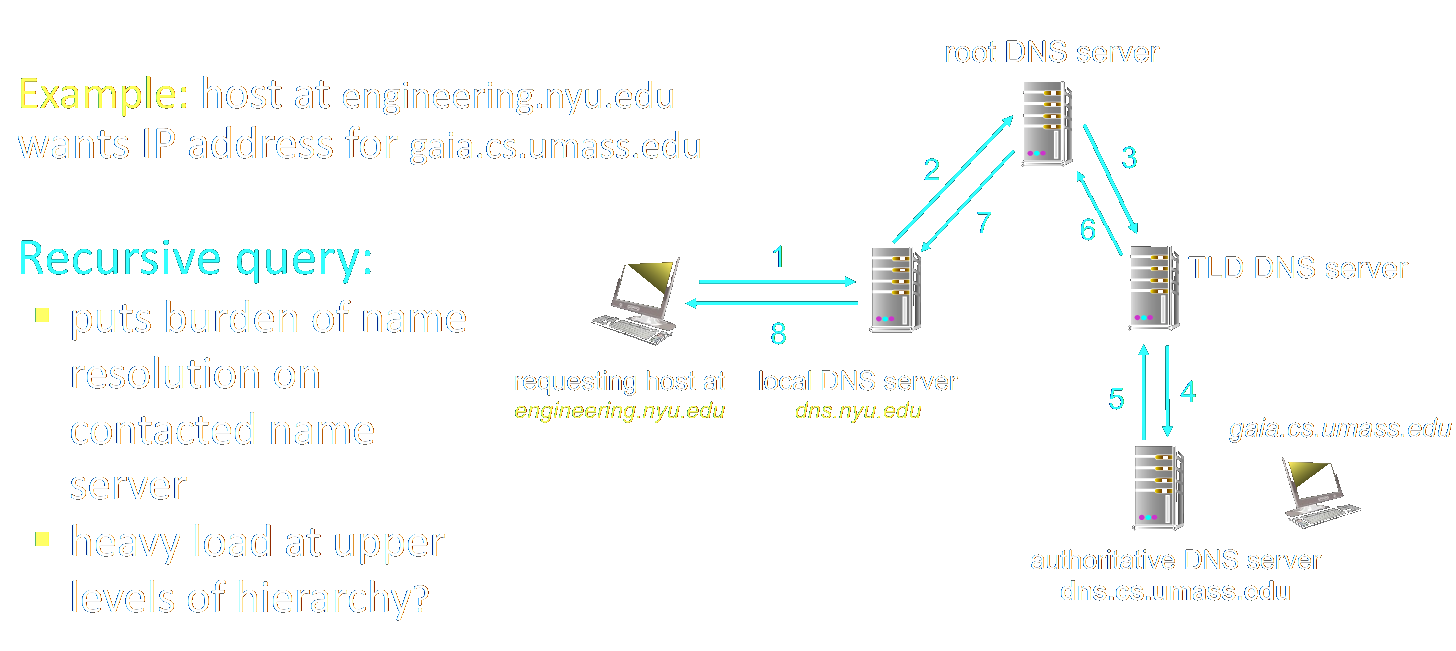 Example: host at engineering.nyu.edu
wants IP address for gaia.cs.umass.edu
Recursive query:
puts burden of name
resolution on
contacted name
server
heavy load at upper
levels of hierarchy?
root DNS server
2
3
7
6
TLD DNS server
1
8
requesting host at
engineering.nyu.edu
local DNS server
dns.nyu.edu
5
4
gaia.cs.umass.edu
authoritative DNS server
dns.cs.umass.edu